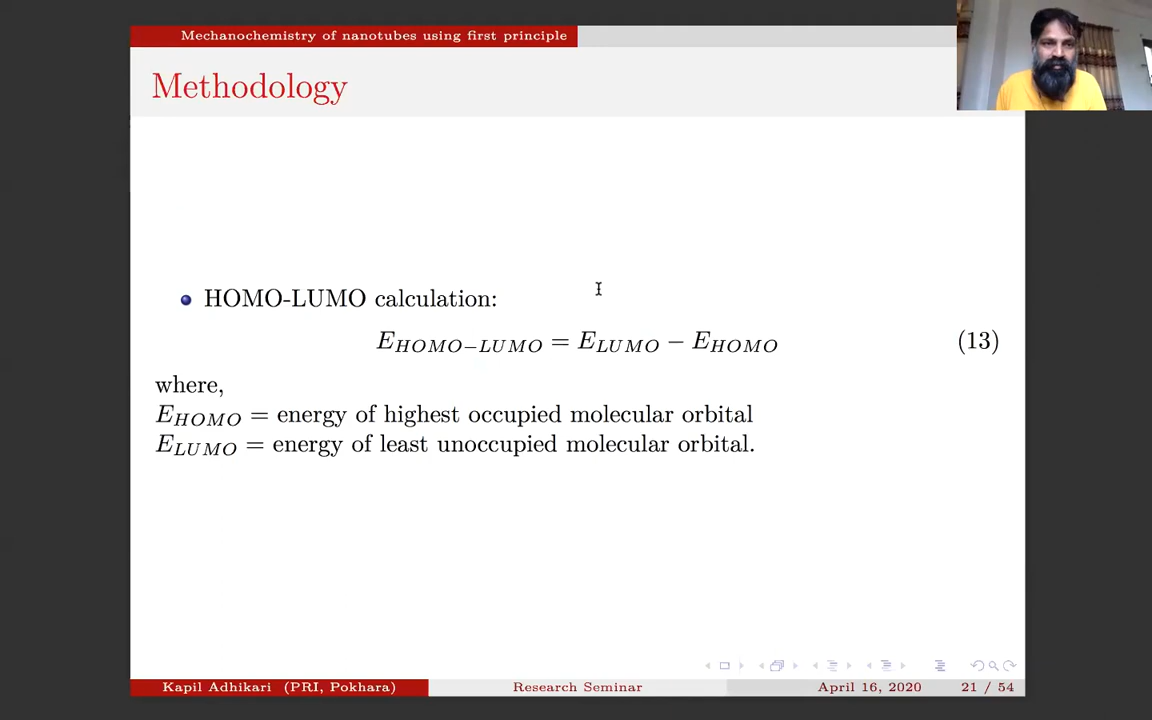 Mechanochemistry of nanotubes using first principle
Methodology
HOMO-LUMO calculation:
E_{HOMO−LUMO} = E_{LUMO} − E_{HOMO} (13)
where,
E_{HOMO} = energy of highest occupied molecular orbital
E_{LUMO} = energy of least unoccupied molecular orbital.
Kapil Adhikari (PRI, Pokhara) Research Seminar April 16, 2020 21 / 54